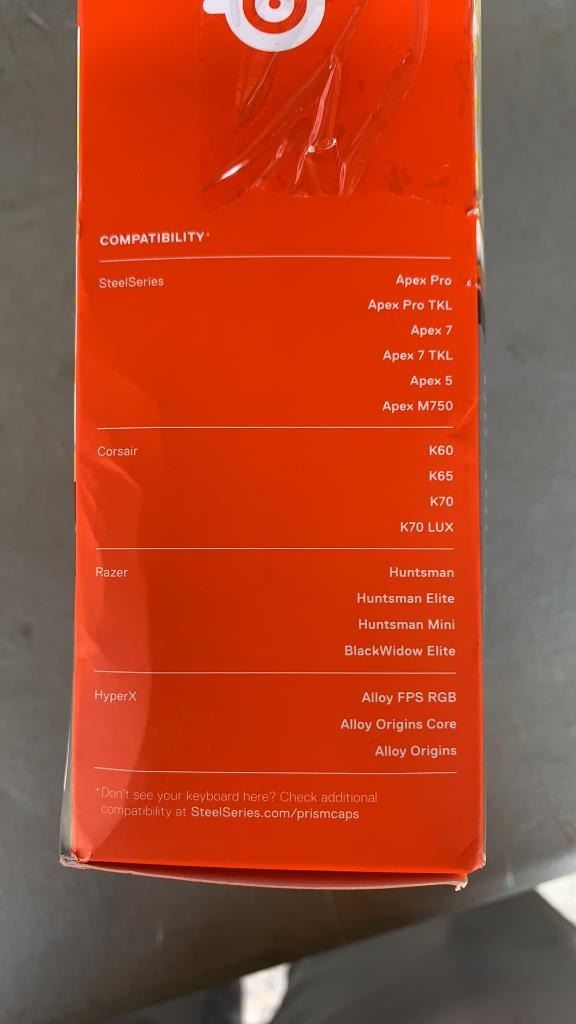 COMPATIBILITY*
SteelSeries Apex Pro
Apex Pro TKL
Apex 7
Apex 7 TKL
Apex 5
Apex M750
Corsair K60
K65
K70
K70 LUX
Razer Huntsman
Huntsman Elite
Huntsman Mini
BlackWidow Elite
HyperX Alloy FPS RGB
Alloy Origins Core
Alloy Origins
*Don't see your keyboard here? Check additional
compatibility at SteelSeries.com/prismcaps